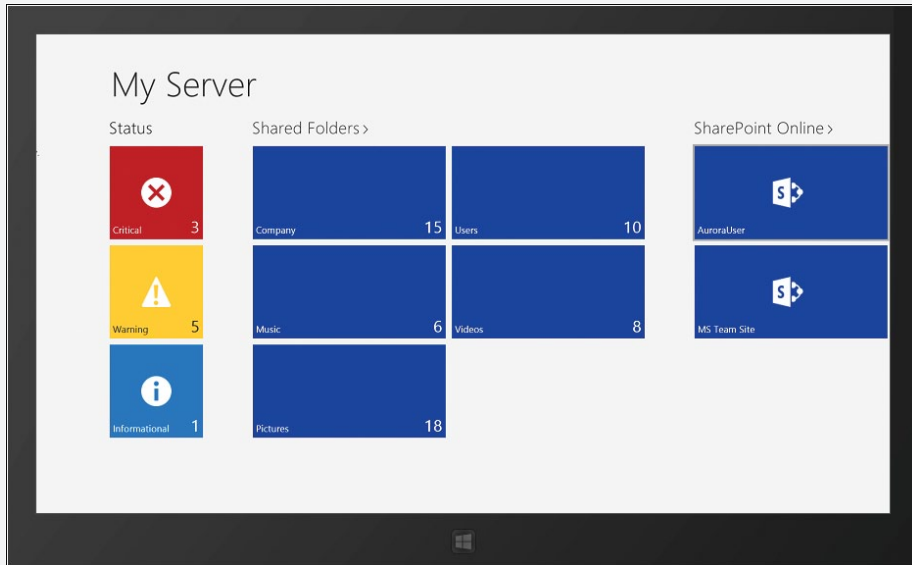 My Server
Status
Critical 3
Warning 5
Informational 1
Shared Folders >
Company 15
Users 10
Music 6
Videos 8
Pictures 18
SharePoint Online >
S
AuroraUser
S
MS Team Site